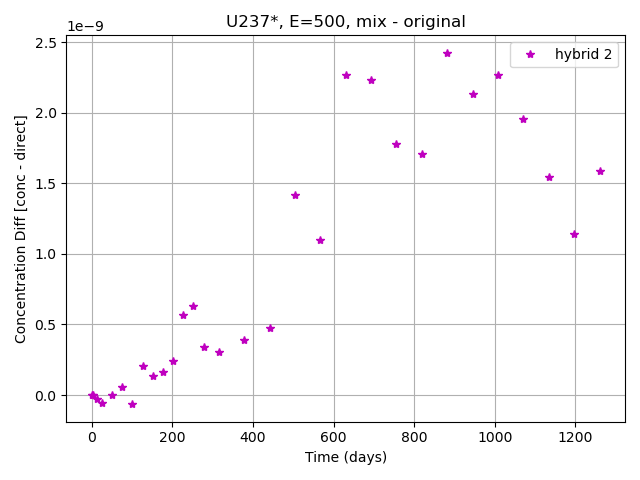 U237*, E=500, mix - original
1e−9
hybrid 2
2.5
2.0
1.5
1.0
0.5
0.0
Concentration Diff [conc - direct]
0 200 400 600 800 1000 1200
Time (days)